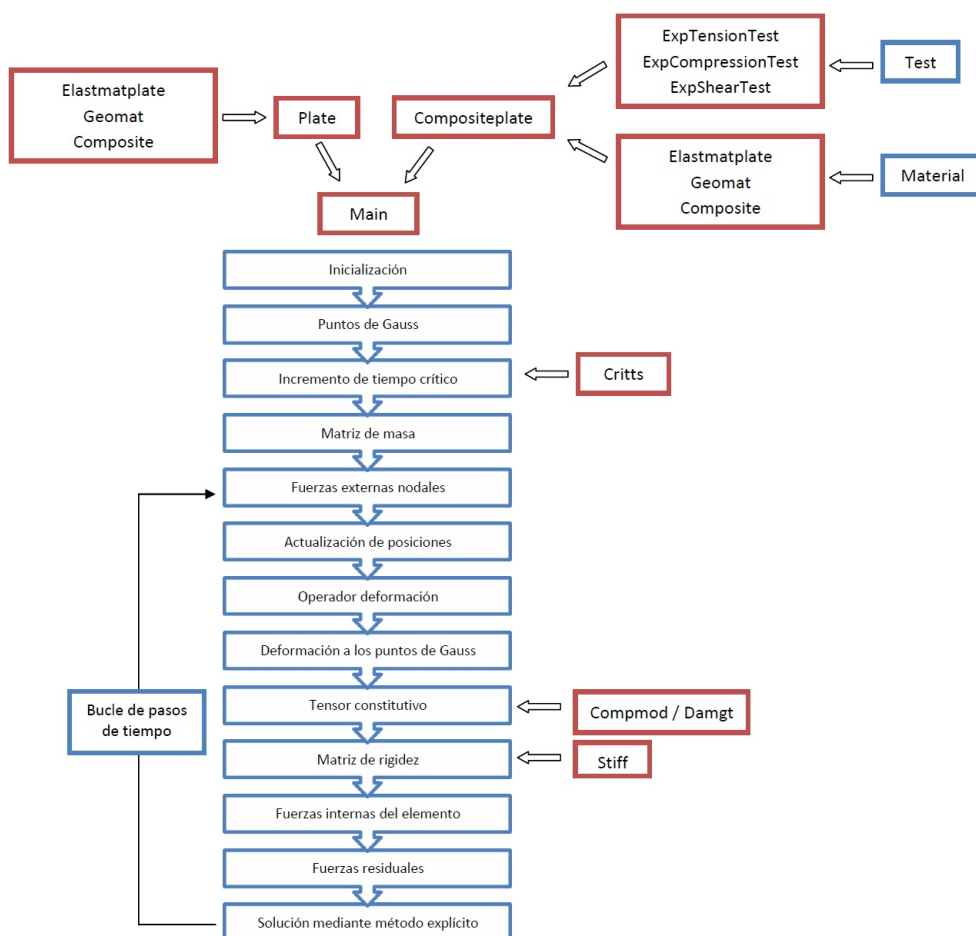 ExpTensionTest
ExpCompressionTest
ExpShearTest
Test
Elastmatplate
Geomat
Composite
Plate
Compositeplate
Elastmatplate
Geomat
Composite
Material
Main
Inicialización
Puntos de Gauss
Incremento de tiempo crítico
Critts
Matriz de masa
Fuerzas externas nodales
Actualización de posiciones
Operador deformación
Deformación a los puntos de Gauss
Bucle de pasos
de tiempo
Tensor constitutivo
Compmod / Damgt
Matriz de rigidez
Stiff
Fuerzas internas del elemento
Fuerzas residuales
Solución mediante método explícito